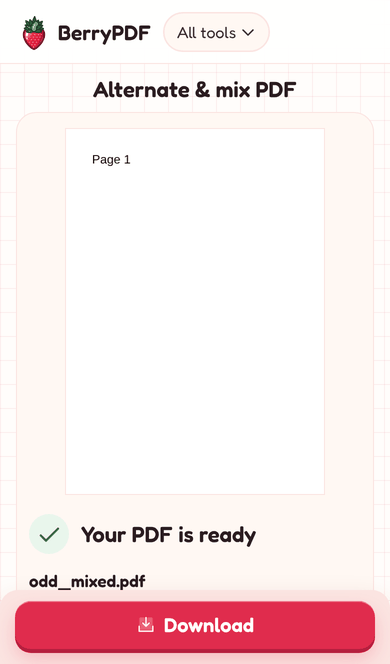 BerryPDF
All tools
Alternate & mix PDF
Page 1
Your PDF is ready
odd_mixed.pdf
Download